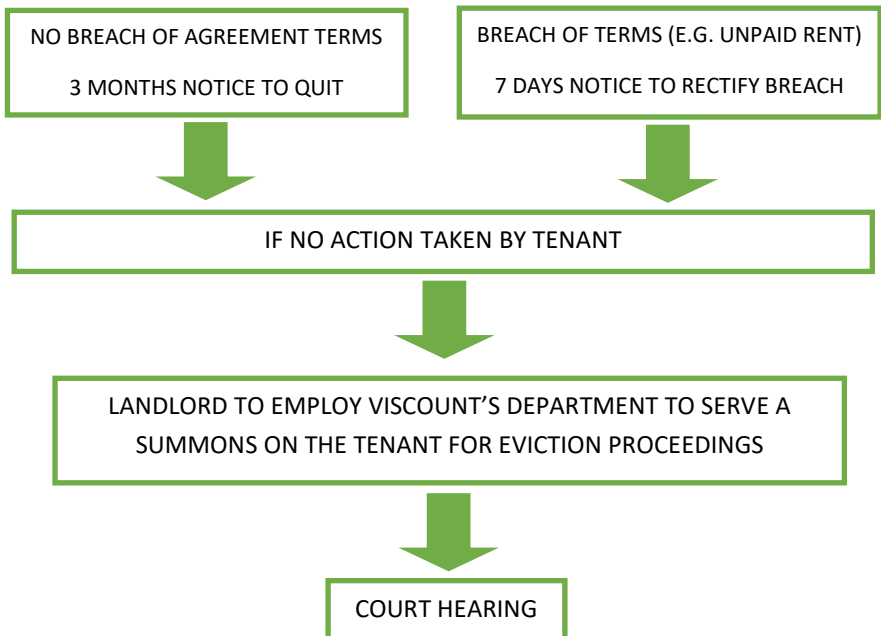 NO BREACH OF AGREEMENT TERMS
3 MONTHS NOTICE TO QUIT
BREACH OF TERMS (E.G. UNPAID RENT)
7 DAYS NOTICE TO RECTIFY BREACH
IF NO ACTION TAKEN BY TENANT
LANDLORD TO EMPLOY VISCOUNT’S DEPARTMENT TO SERVE A
SUMMONS ON THE TENANT FOR EVICTION PROCEEDINGS
COURT HEARING